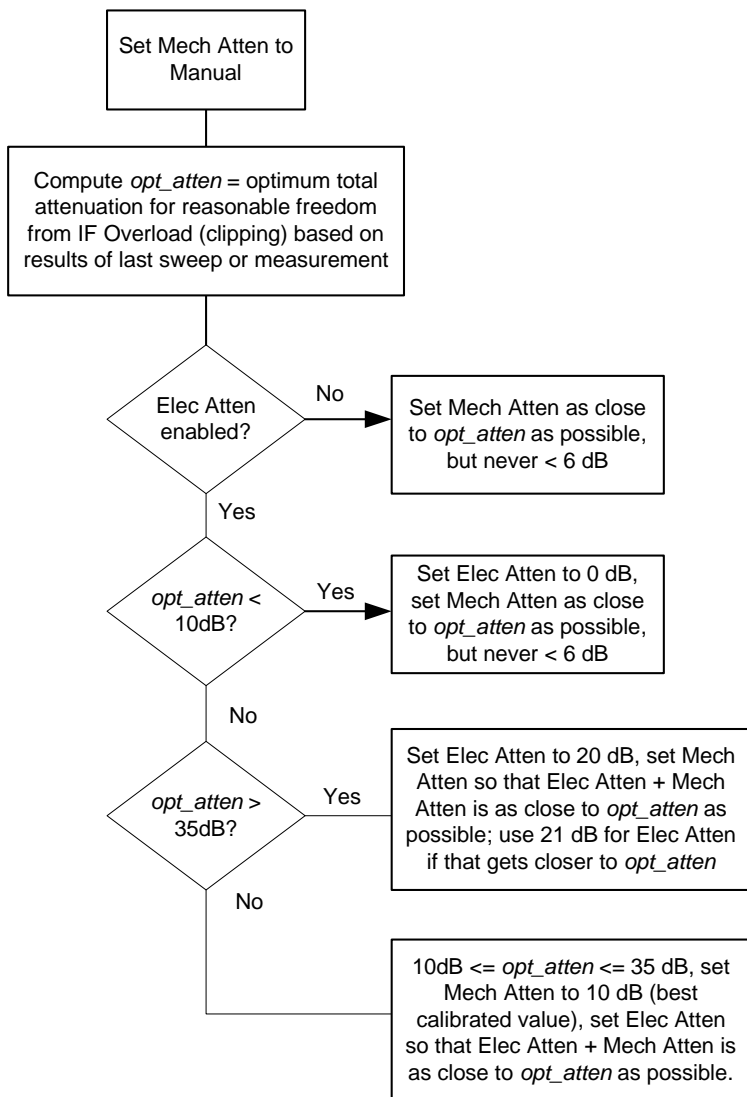 Set Mech Atten to
Manual
Compute opt_atten = optimum total
attenuation for reasonable freedom
from IF Overload (clipping) based on
results of last sweep or measurement
Elec Atten
enabled?
No
Set Mech Atten as close
to opt_atten as possible,
but never < 6 dB
Yes
opt_atten <
10dB?
Yes
Set Elec Atten to 0 dB,
set Mech Atten as close
to opt_atten as possible,
but never < 6 dB
No
opt_atten >
35dB?
Yes
Set Elec Atten to 20 dB, set Mech
Atten so that Elec Atten + Mech
Atten is as close to opt_atten as
possible; use 21 dB for Elec Atten
if that gets closer to opt_atten
No
10dB <= opt_atten <= 35 dB, set
Mech Atten to 10 dB (best
calibrated value), set Elec Atten
so that Elec Atten + Mech Atten is
as close to opt_atten as possible.